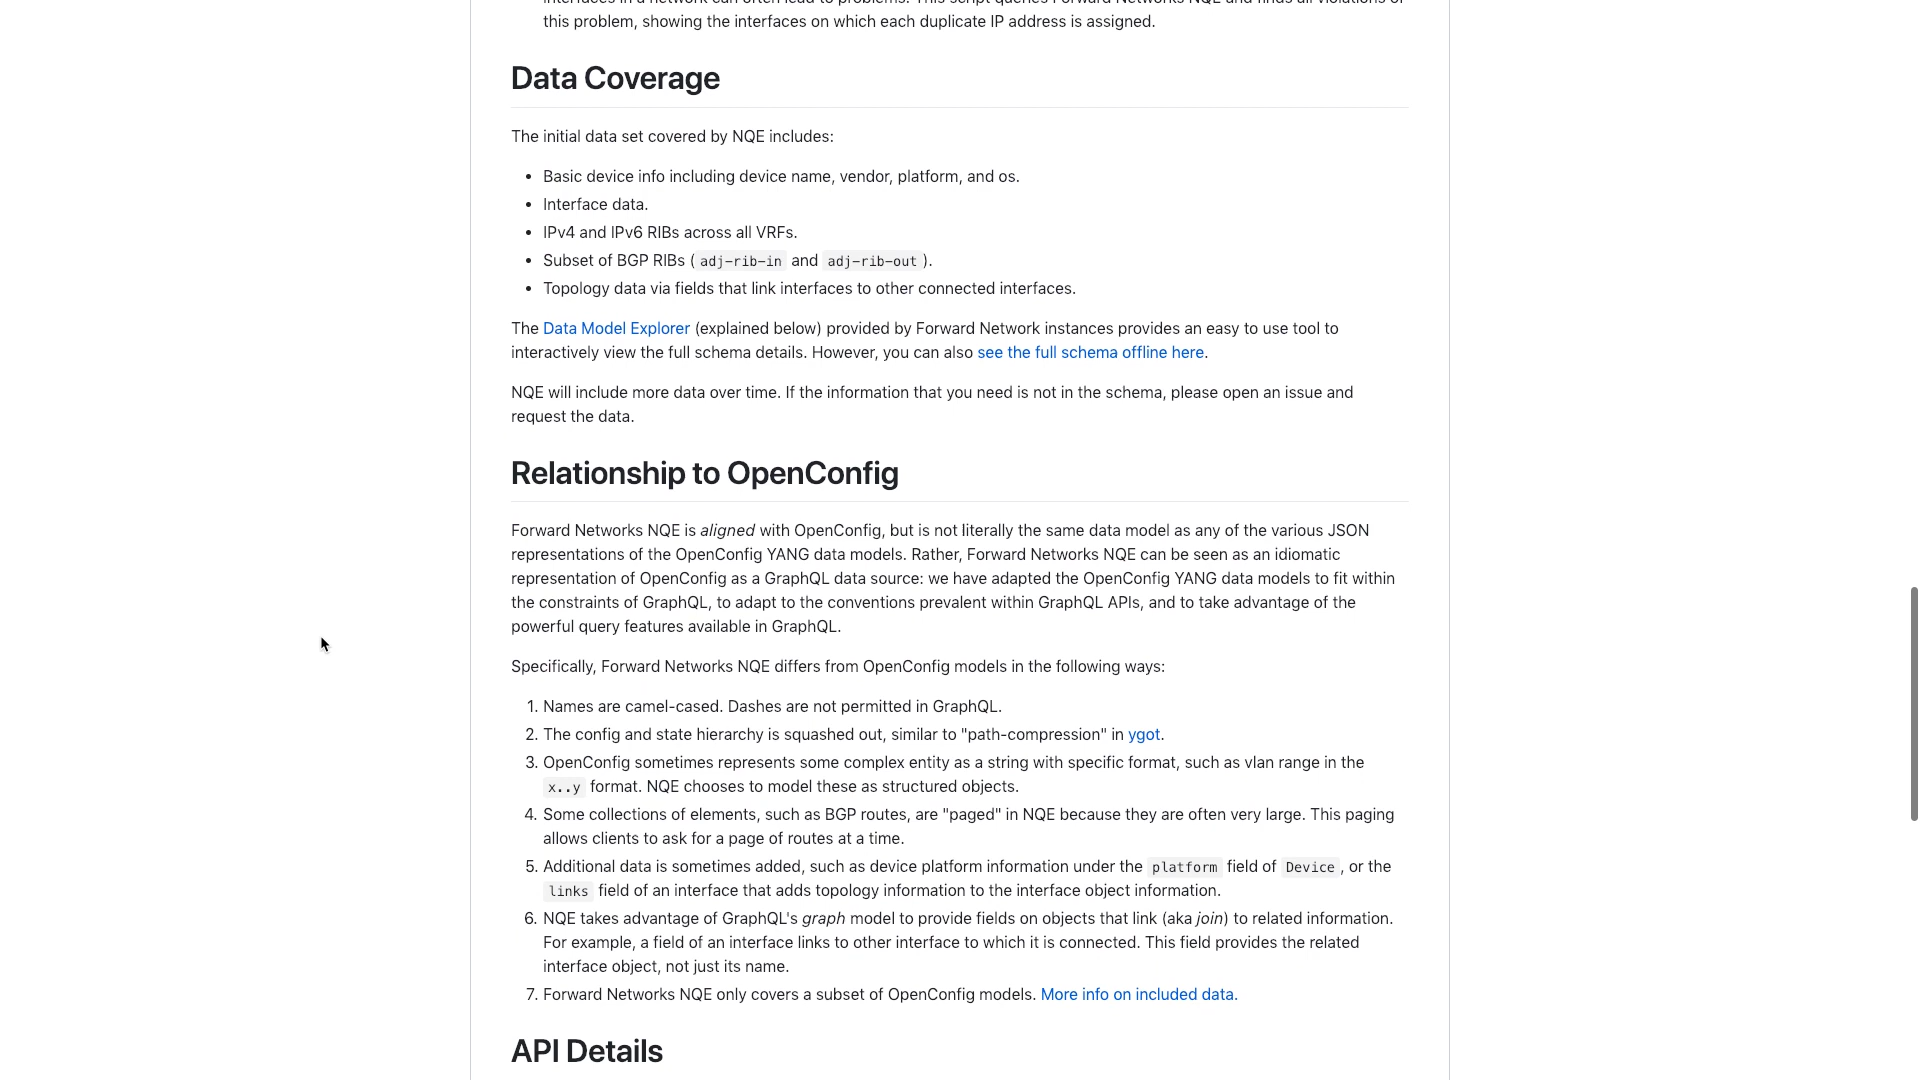 this problem, showing the interfaces on which each duplicate IP address is assigned.
Data Coverage
The initial data set covered by NQE includes:
• Basic device info including device name, vendor, platform, and os.
• Interface data.
• IPv4 and IPv6 RIBs across all VRFs.
• Subset of BGP RIBs ( adj-rib-in and adj-rib-out ).
• Topology data via fields that link interfaces to other connected interfaces.
The Data Model Explorer (explained below) provided by Forward Network instances provides an easy to use tool to
interactively view the full schema details. However, you can also see the full schema offline here.
NQE will include more data over time. If the information that you need is not in the schema, please open an issue and
request the data.
Relationship to OpenConfig
Forward Networks NQE is aligned with OpenConfig, but is not literally the same data model as any of the various JSON
representations of the OpenConfig YANG data models. Rather, Forward Networks NQE can be seen as an idiomatic
representation of OpenConfig as a GraphQL data source: we have adapted the OpenConfig YANG data models to fit within
the constraints of GraphQL, to adapt to the conventions prevalent within GraphQL APIs, and to take advantage of the
powerful query features available in GraphQL.
Specifically, Forward Networks NQE differs from OpenConfig models in the following ways:
1. Names are camel-cased. Dashes are not permitted in GraphQL.
2. The config and state hierarchy is squashed out, similar to "path-compression" in ygot.
3. OpenConfig sometimes represents some complex entity as a string with specific format, such as vlan range in the
x..y format. NQE chooses to model these as structured objects.
4. Some collections of elements, such as BGP routes, are "paged" in NQE because they are often very large. This paging
allows clients to ask for a page of routes at a time.
5. Additional data is sometimes added, such as device platform information under the platform field of Device , or the
links field of an interface that adds topology information to the interface object information.
6. NQE takes advantage of GraphQL's graph model to provide fields on objects that link (aka join) to related information.
For example, a field of an interface links to other interface to which it is connected. This field provides the related
interface object, not just its name.
7. Forward Networks NQE only covers a subset of OpenConfig models. More info on included data.
API Details